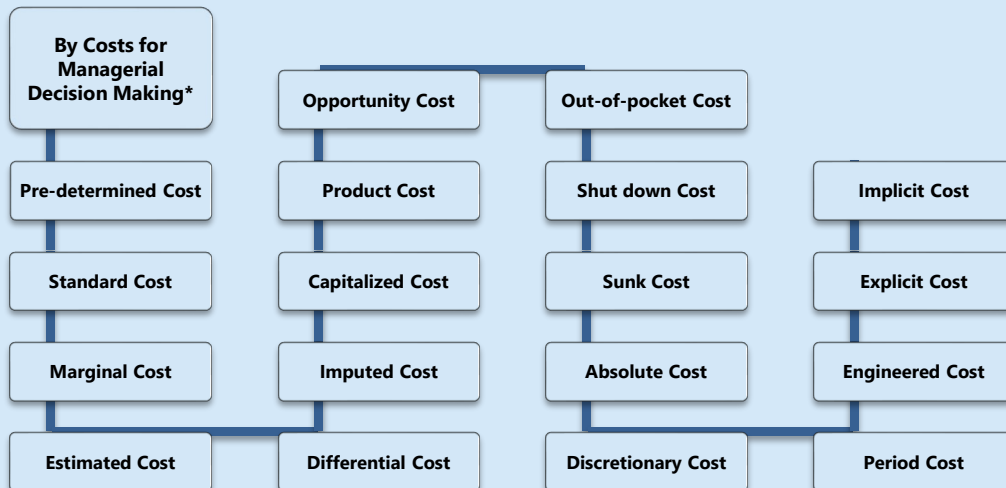 By Costs for
Managerial
Decision Making*
Pre-determined Cost
Standard Cost
Marginal Cost
Estimated Cost
Differential Cost
Imputed Cost
Capitalized Cost
Product Cost
Opportunity Cost
Out-of-pocket Cost
Shut down Cost
Sunk Cost
Absolute Cost
Discretionary Cost
Period Cost
Engineered Cost
Explicit Cost
Implicit Cost